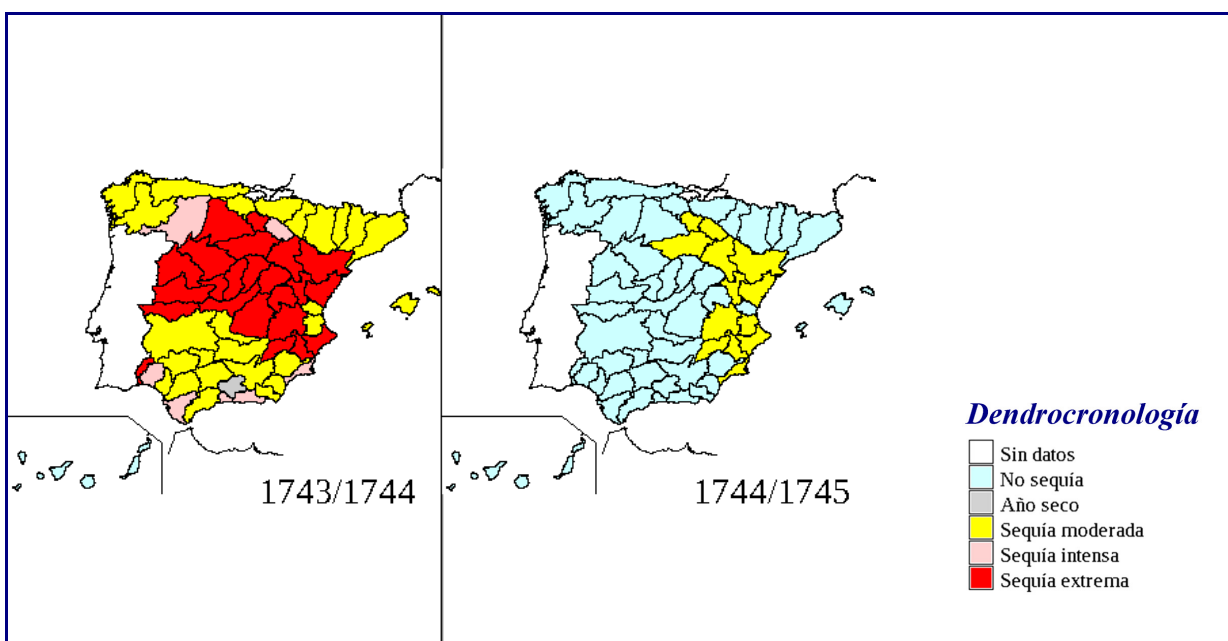 1743/1744
1744/1745
Dendrocronología
Sin datos
No sequía
Año seco
Sequía moderada
Sequía intensa
Sequía extrema